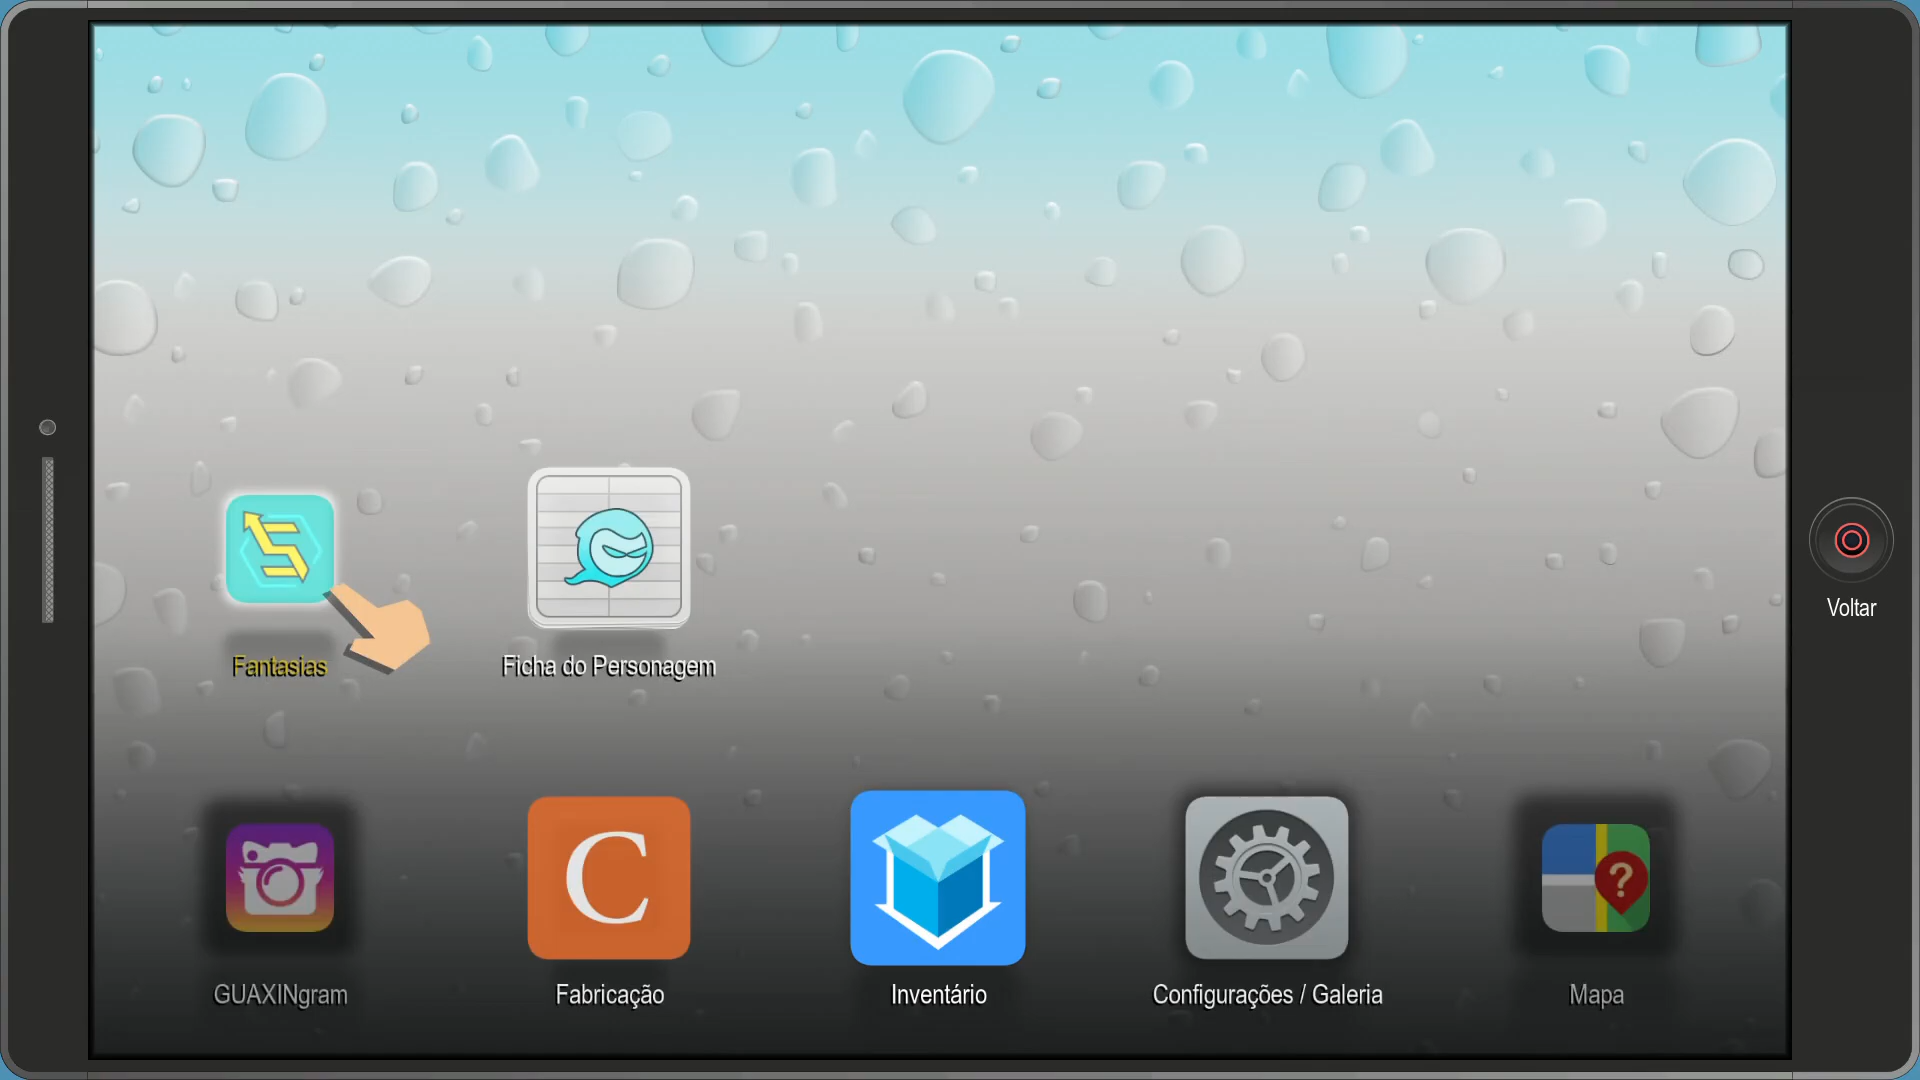 Voltar
Fantasias
Ficha do Personagem
C
?
GUAXINgram
Fabricação
Inventário
Configurações / Galeria
Mapa